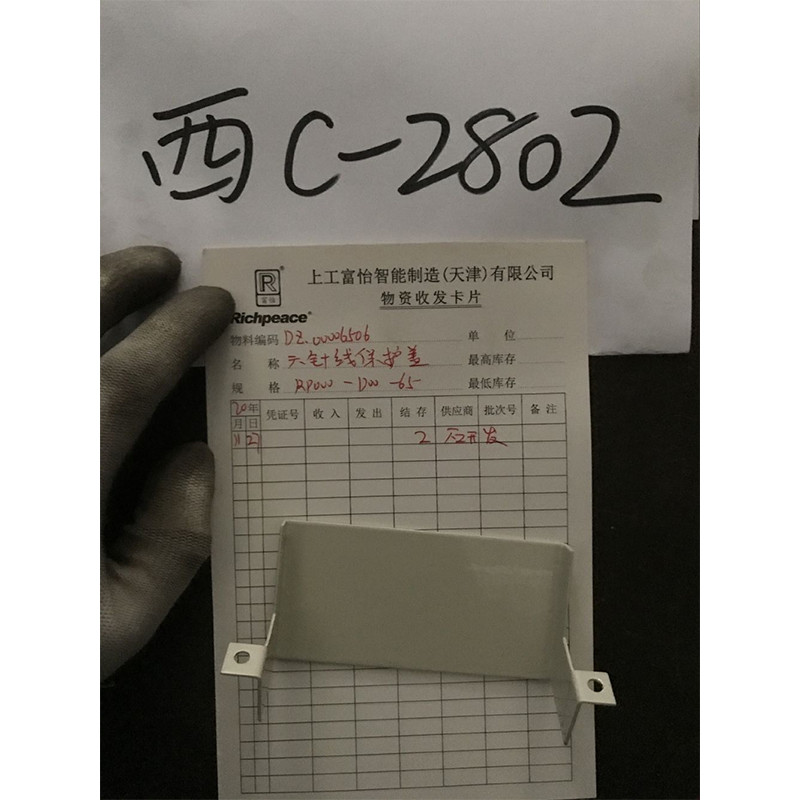 西C-2802
R®
富怡
Richpeace®
上工富怡智能制造(天津)有限公司
物资收发卡片
物料编码 DZ.00006506 单 位
名 称 六针线保护盖 最高库存
规 格 RP000-D00-65 最低库存
20年 凭证号 收入 发出 结存 供应商 批次号 备注
月 日
11 27 2